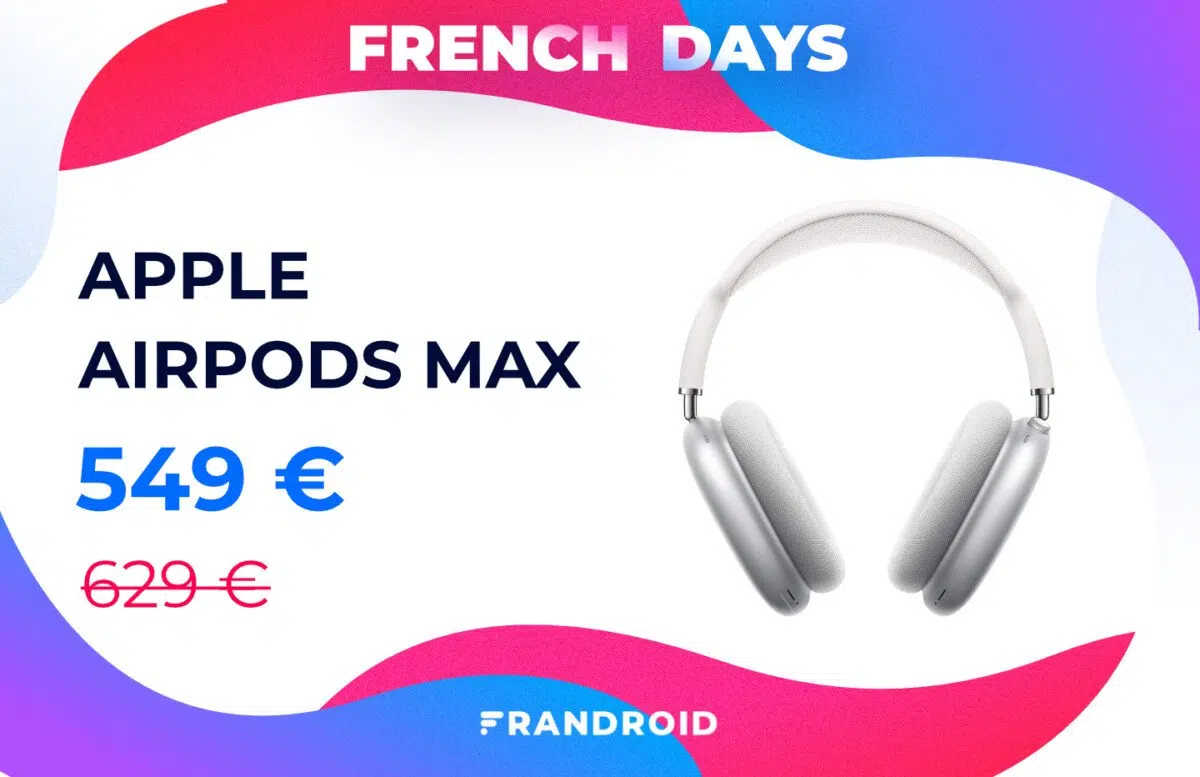 FRENCH DAYS
APPLE
AIRPODS MAX
549 €
629 €
FRANDROID